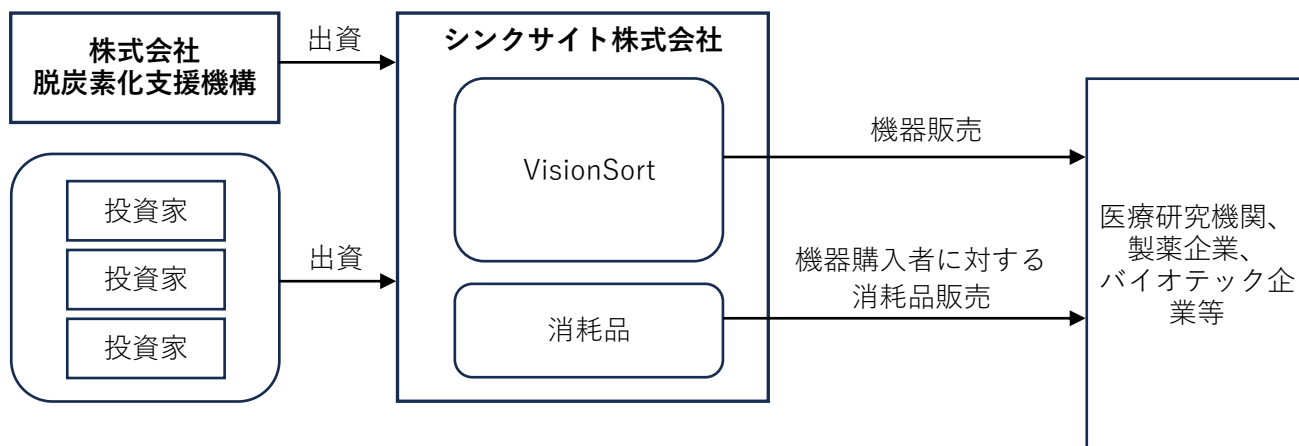 株式会社
脱炭素化支援機構
出資
シンクサイト株式会社
投資家
投資家
投資家
出資
VisionSort
消耗品
機器販売
機器購入者に対する
消耗品販売
医療研究機関、
製薬企業、
バイオテック企
業等